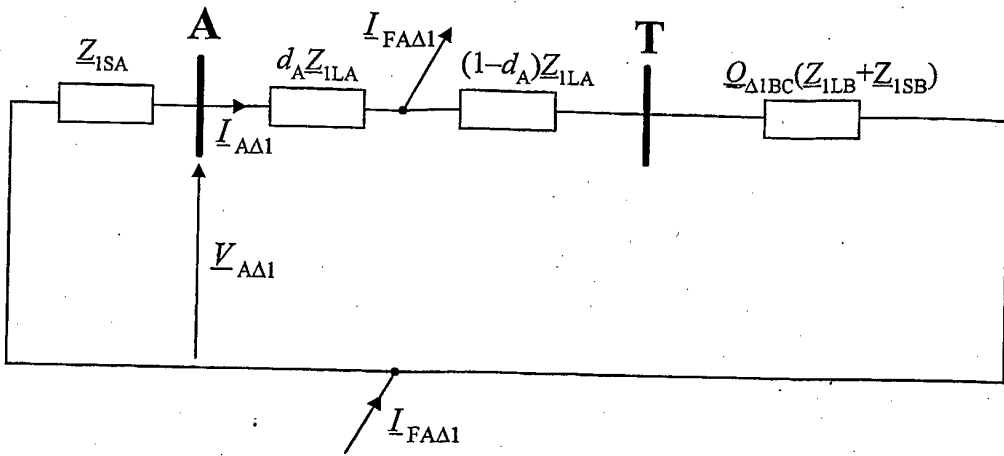 Z1SA
A
dAZ1LA
IFAΔ1
(1–dA)Z1LA
T
QΔ1BC(Z1LB+Z1SB)
IAΔ1
VAΔ1
IFAΔ1